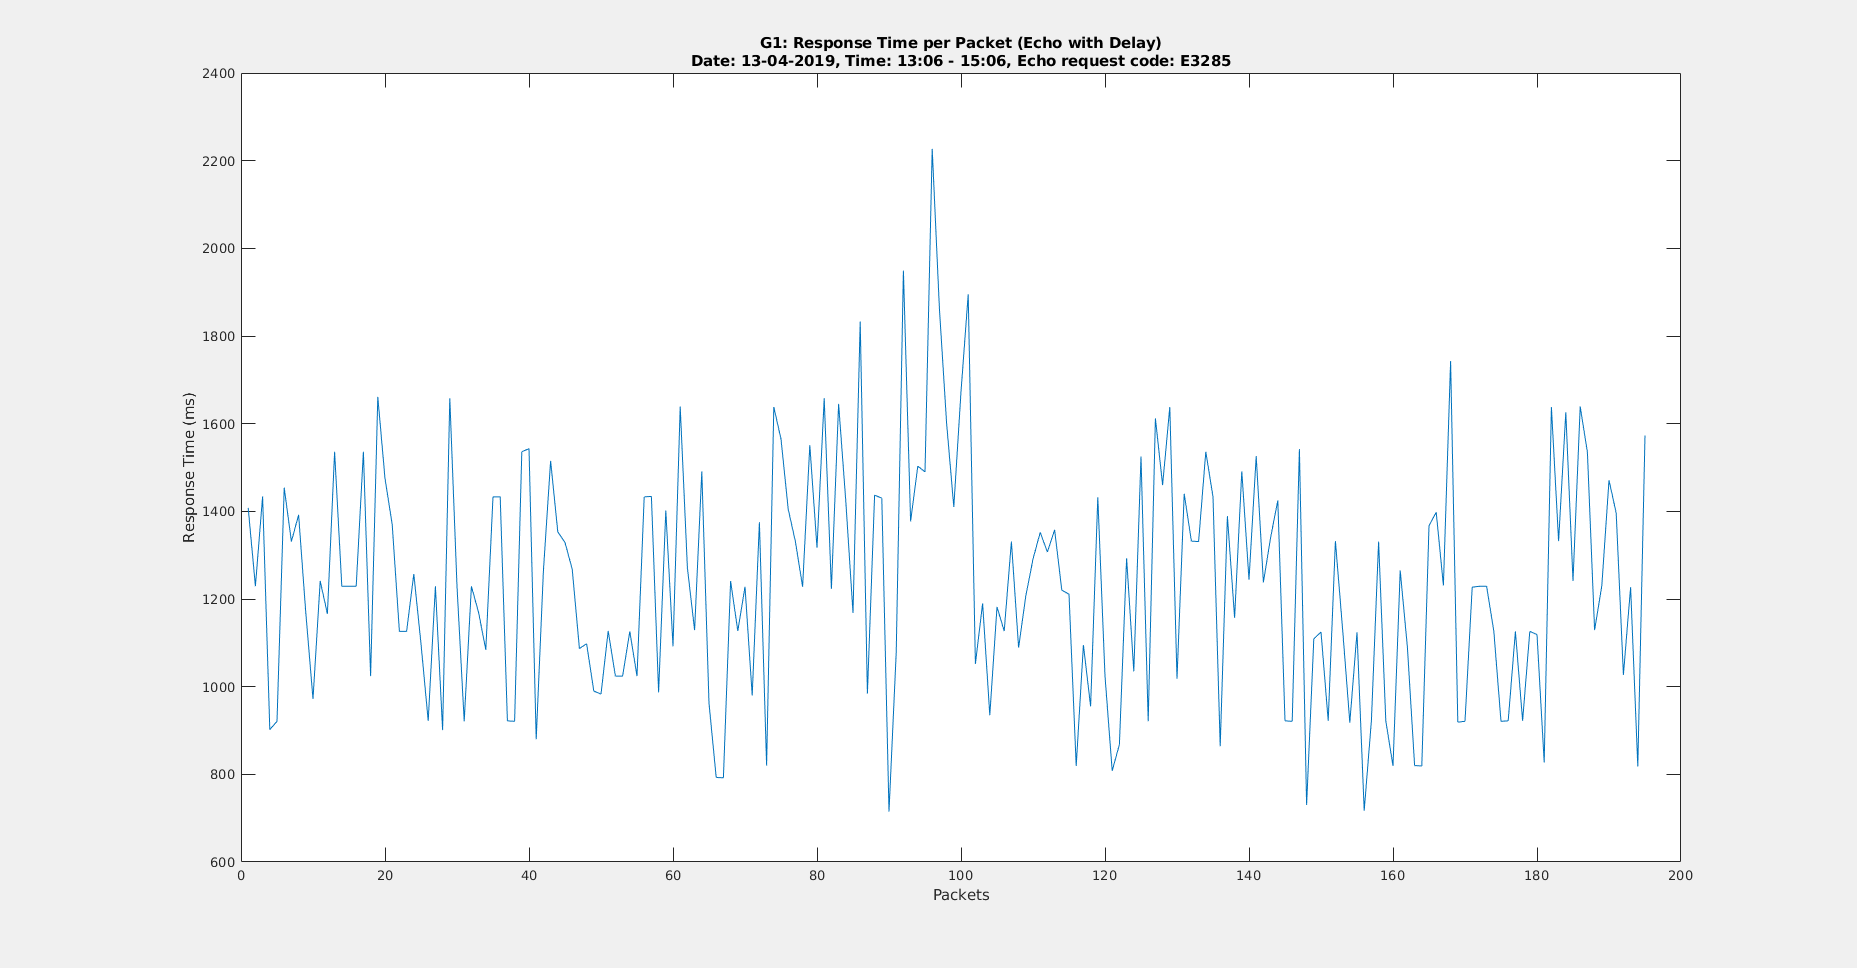 G1: Response Time per Packet (Echo with Delay)
Date: 13-04-2019, Time: 13:06 - 15:06, Echo request code: E3285
2400
2200
2000
1800
1600
1400
1200
1000
800
600
Response Time (ms)
0 20 40 60 80 100 120 140 160 180 200
Packets